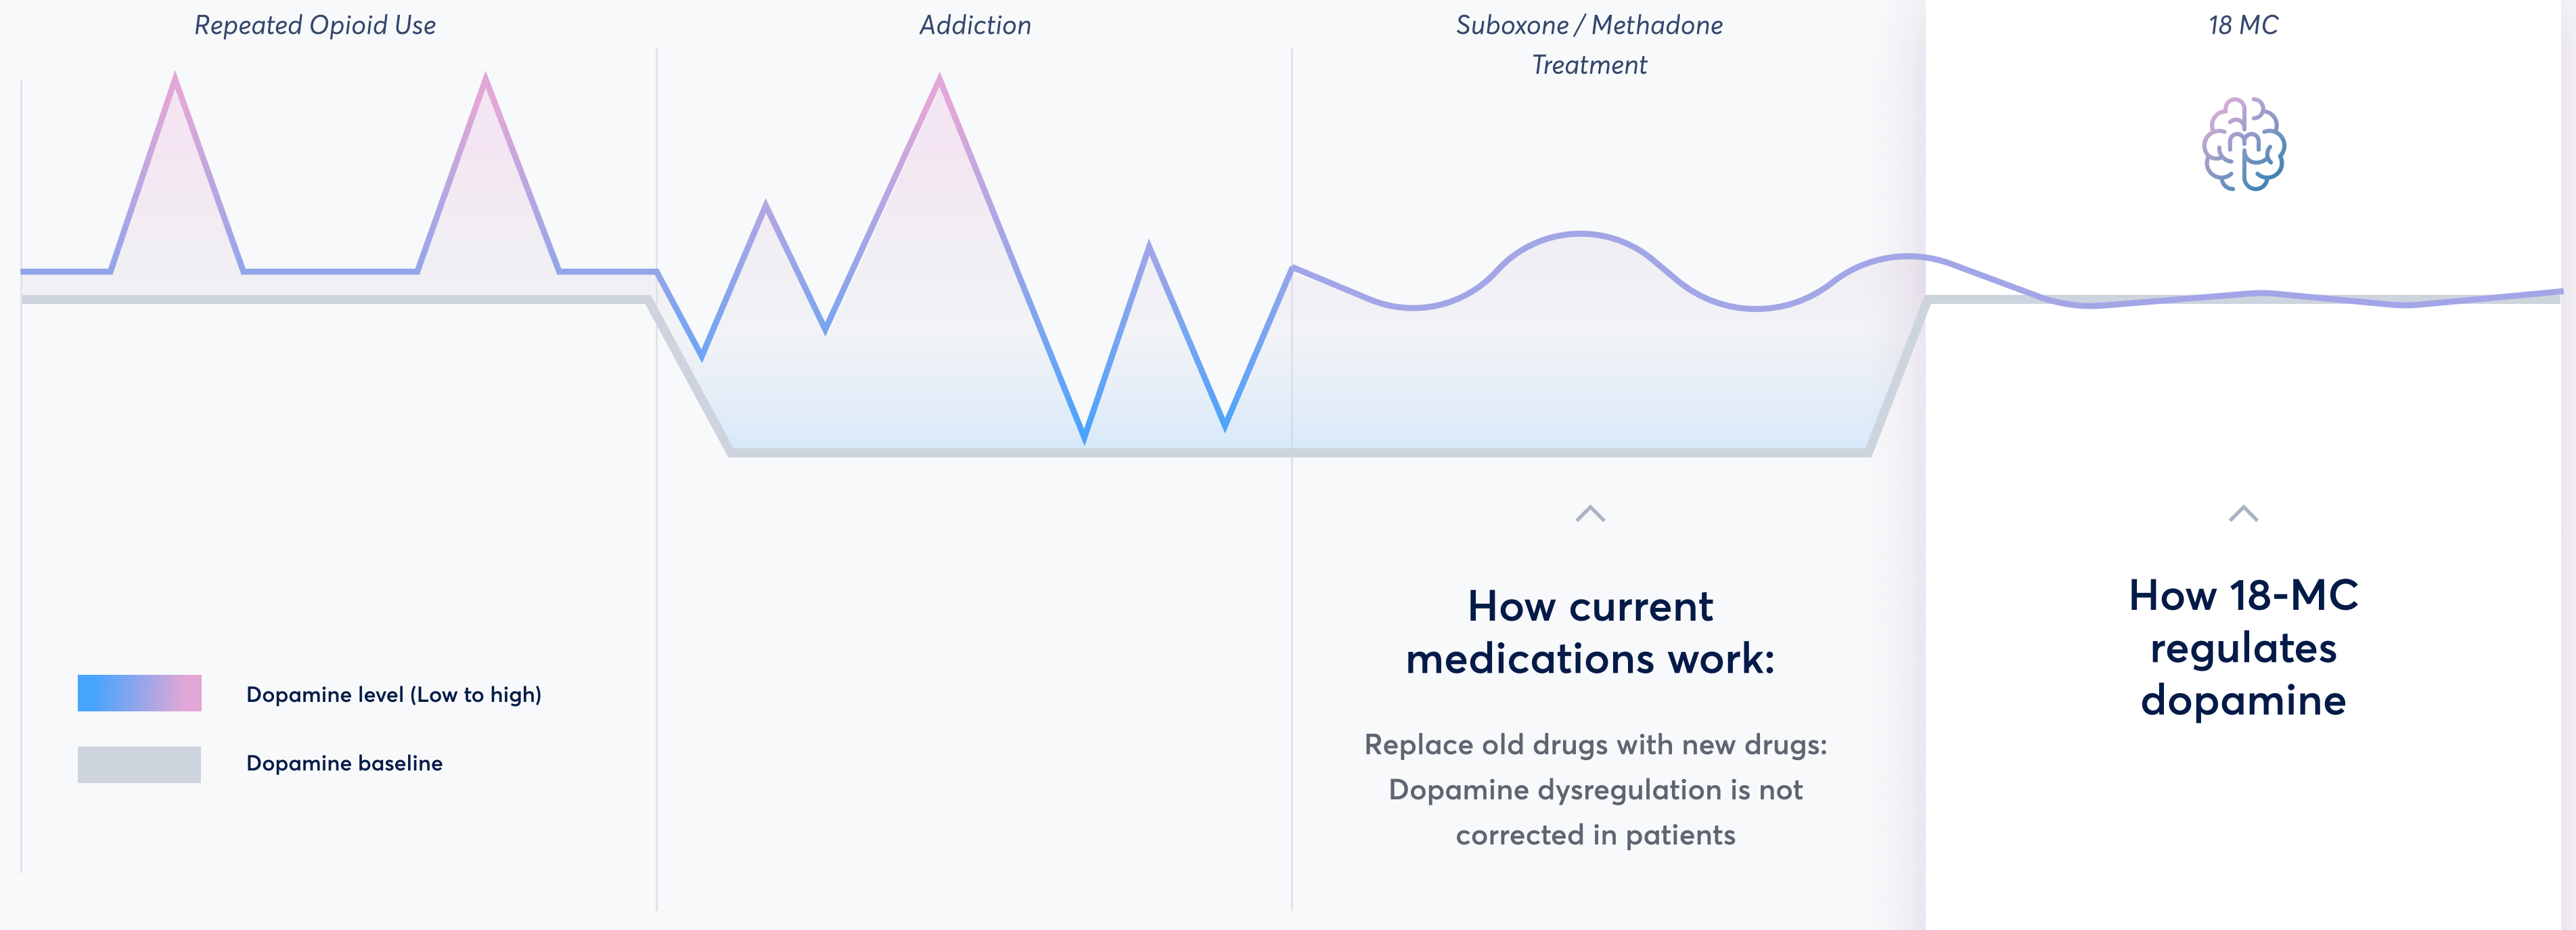 Repeated Opioid Use
Addiction
Suboxone / Methadone
Treatment
18 MC
How current
medications work:
Replace old drugs with new drugs:
Dopamine dysregulation is not
corrected in patients
How 18-MC
regulates
dopamine
Dopamine level (Low to high)
Dopamine baseline